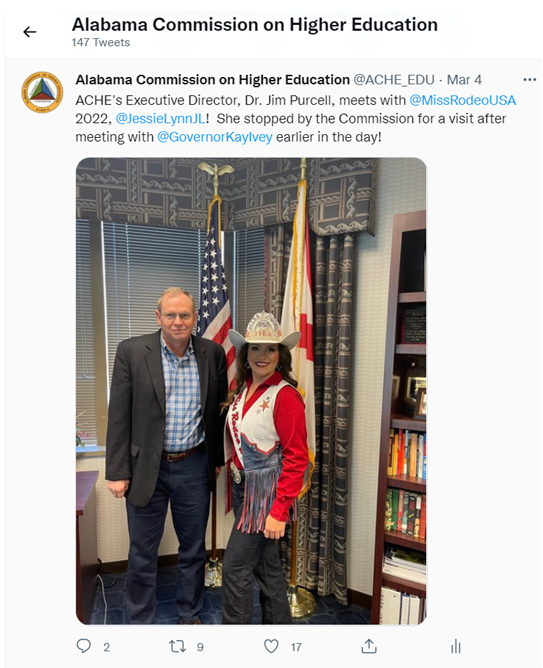 Alabama Commission on Higher Education
147 Tweets
Alabama Commission on Higher Education @ACHE_EDU · Mar 4
ACHE's Executive Director, Dr. Jim Purcell, meets with @MissRodeoUSA
2022, @JessieLynnJL! She stopped by the Commission for a visit after
meeting with @GovernorKayIvey earlier in the day!
2
9
17